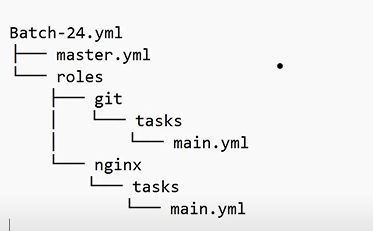 Batch-24.yml
├── master.yml
└── roles
    ├── git
    │   └── tasks
    │       └── main.yml
    └── nginx
        └── tasks
            └── main.yml